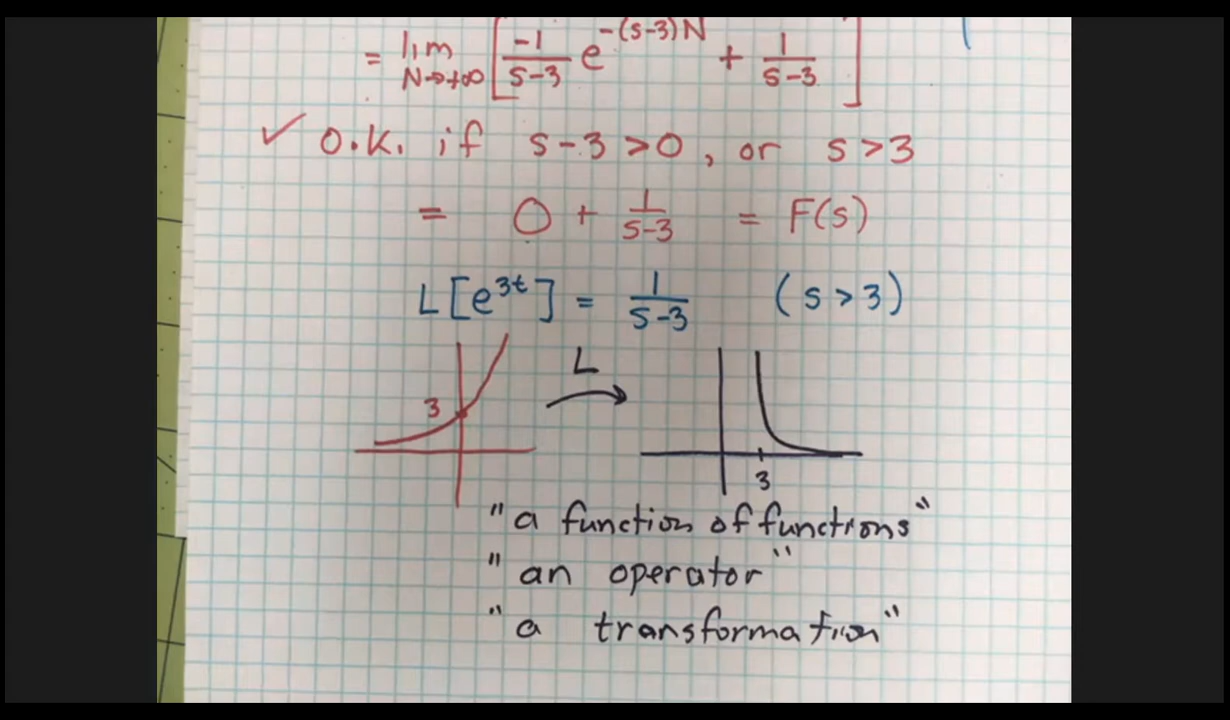 = lim N→+∞ [ -1/(s-3) e^-(s-3)N + 1/(s-3) ]
✓ O.K. if s-3 >0, or s>3
= 0 + 1/(s-3) = F(s)
L[e^3t] = 1/(s-3) (s>3)
3
L
3
"a function of functions"
"an operator"
"a transformation"